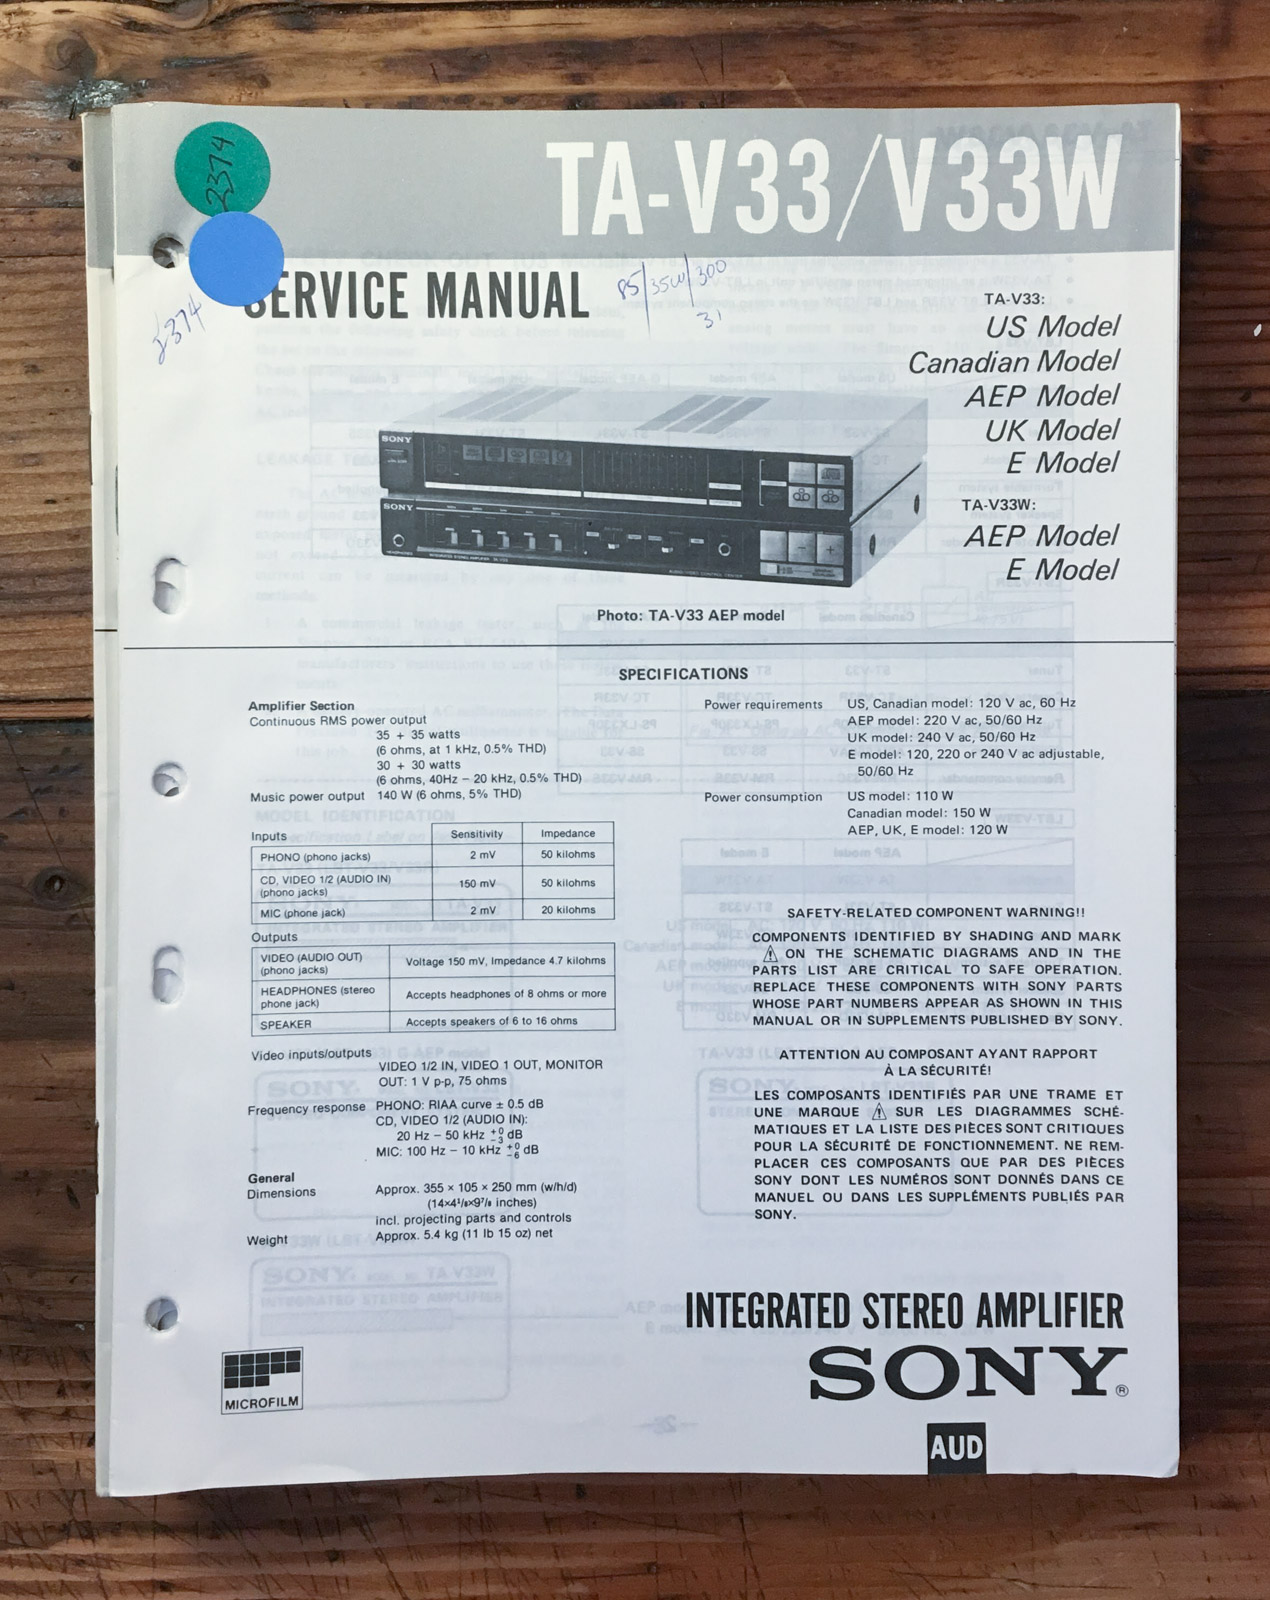 2374
TA-V33/V33W
SERVICE MANUAL
85/35W/300
31
2374
TA-V33:
US Model
Canadian Model
AEP Model
UK Model
E Model
TA-V33W:
AEP Model
E Model
SONY
SONY
Photo: TA-V33 AEP model
SPECIFICATIONS
Amplifier Section
Continuous RMS power output
35 + 35 watts
(6 ohms, at 1 kHz, 0.5% THD)
30 + 30 watts
(6 ohms, 40Hz – 20 kHz, 0.5% THD)
Music power output 140 W (6 ohms, 5% THD)
Inputs Sensitivity Impedance
PHONO (phono jacks) 2 mV 50 kilohms
CD, VIDEO 1/2 (AUDIO IN) (phono jacks) 150 mV 50 kilohms
MIC (phone jack) 2 mV 20 kilohms
Outputs
VIDEO (AUDIO OUT) (phono jacks) Voltage 150 mV, Impedance 4.7 kilohms
HEADPHONES (stereo phone jack) Accepts headphones of 8 ohms or more
SPEAKER Accepts speakers of 6 to 16 ohms
Video inputs/outputs
VIDEO 1/2 IN, VIDEO 1 OUT, MONITOR
OUT: 1 V p-p, 75 ohms
Frequency response PHONO: RIAA curve ± 0.5 dB
CD, VIDEO 1/2 (AUDIO IN):
20 Hz – 50 kHz +0 −3 dB
MIC: 100 Hz – 10 kHz +0 −6 dB
General
Dimensions Approx. 355 × 105 × 250 mm (w/h/d)
(14×4¹/₈×9⁷/₈ inches)
incl. projecting parts and controls
Weight Approx. 5.4 kg (11 lb 15 oz) net
Power requirements US, Canadian model: 120 V ac, 60 Hz
AEP model: 220 V ac, 50/60 Hz
UK model: 240 V ac, 50/60 Hz
E model: 120, 220 or 240 V ac adjustable,
50/60 Hz
Power consumption US model: 110 W
Canadian model: 150 W
AEP, UK, E model: 120 W
SAFETY-RELATED COMPONENT WARNING!!
COMPONENTS IDENTIFIED BY SHADING AND MARK
⚠ ON THE SCHEMATIC DIAGRAMS AND IN THE
PARTS LIST ARE CRITICAL TO SAFE OPERATION.
REPLACE THESE COMPONENTS WITH SONY PARTS
WHOSE PART NUMBERS APPEAR AS SHOWN IN THIS
MANUAL OR IN SUPPLEMENTS PUBLISHED BY SONY.
ATTENTION AU COMPOSANT AYANT RAPPORT
À LA SÉCURITÉ!
LES COMPOSANTS IDENTIFIÉS PAR UNE TRAME ET
UNE MARQUE ⚠ SUR LES DIAGRAMMES SCHÉ-
MATIQUES ET LA LISTE DES PIÈCES SONT CRITIQUES
POUR LA SÉCURITÉ DE FONCTIONNEMENT. NE REM-
PLACER CES COMPOSANTS QUE PAR DES PIÈCES
SONY DONT LES NUMÉROS SONT DONNÉS DANS CE
MANUEL OU DANS LES SUPPLÉMENTS PUBLIÉS PAR
SONY.
INTEGRATED STEREO AMPLIFIER
SONY®
MICROFILM
AUD